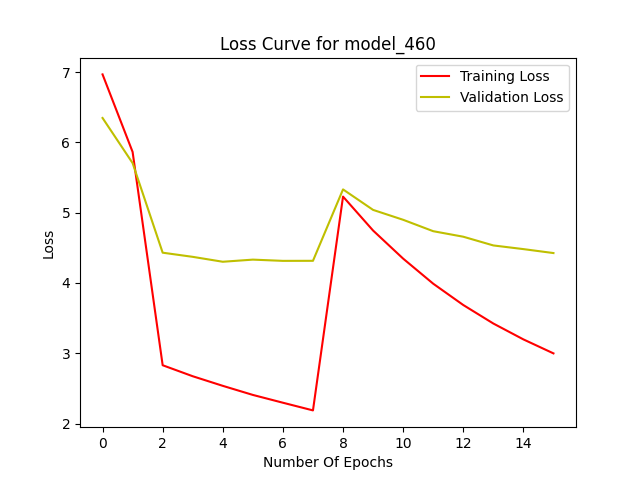 Loss Curve for model_460
Training Loss
Validation Loss
Loss
7
6
5
4
3
2
0 2 4 6 8 10 12 14
Number Of Epochs